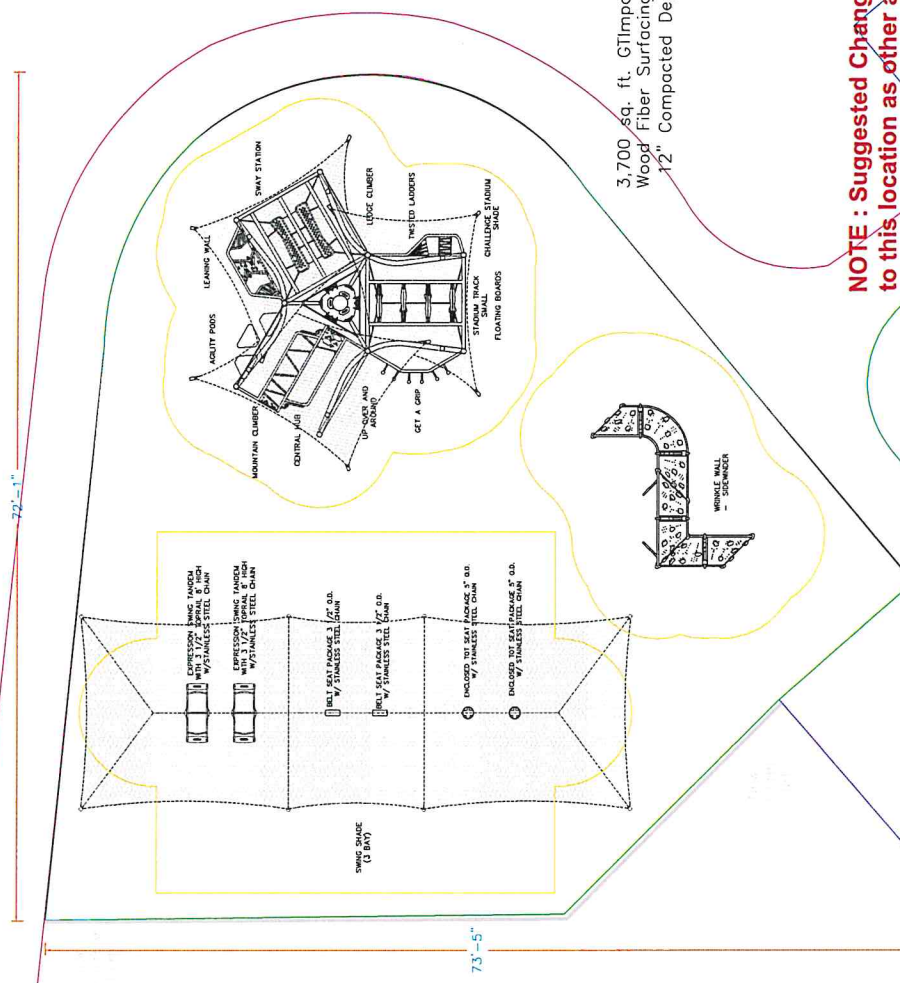 72'-1"
73'-5"
3,700 sq. ft. GTImpa
Wood Fiber Surfacing
12" Compacted De
NOTE : Suggested Chang
to this location as other a
SWAY STATION
LEANING WALL
AGILITY PODS
MOUNTAIN CLIMBER
CENTRAL HUB
UP-OVER AND
AROUND
GET A GRIP
LEDGE CLIMBER
TWISTED LADDERS
CHALLENGE STADIUM
SHADE
STADIUM TRACK
SMALL
FLOATING BOARDS
WRINKLE WALL
- SIDEWINDER
EXPRESSION SWING TANDEM
WITH 3 1/2" TOPRAIL 8' HIGH
W/STAINLESS STEEL CHAIN
EXPRESSION SWING TANDEM
WITH 3 1/2" TOPRAIL 8' HIGH
W/STAINLESS STEEL CHAIN
BELT SEAT PACKAGE 3 1/2" O.D.
W/ STAINLESS STEEL CHAIN
BELT SEAT PACKAGE 3 1/2" O.D.
W/ STAINLESS STEEL CHAIN
ENCLOSED TOT SEAT PACKAGE 5" O.D.
W/ STAINLESS STEEL CHAIN
ENCLOSED TOT SEAT PACKAGE 5" O.D.
W/ STAINLESS STEEL CHAIN
SWING SHADE
(3 BAY)